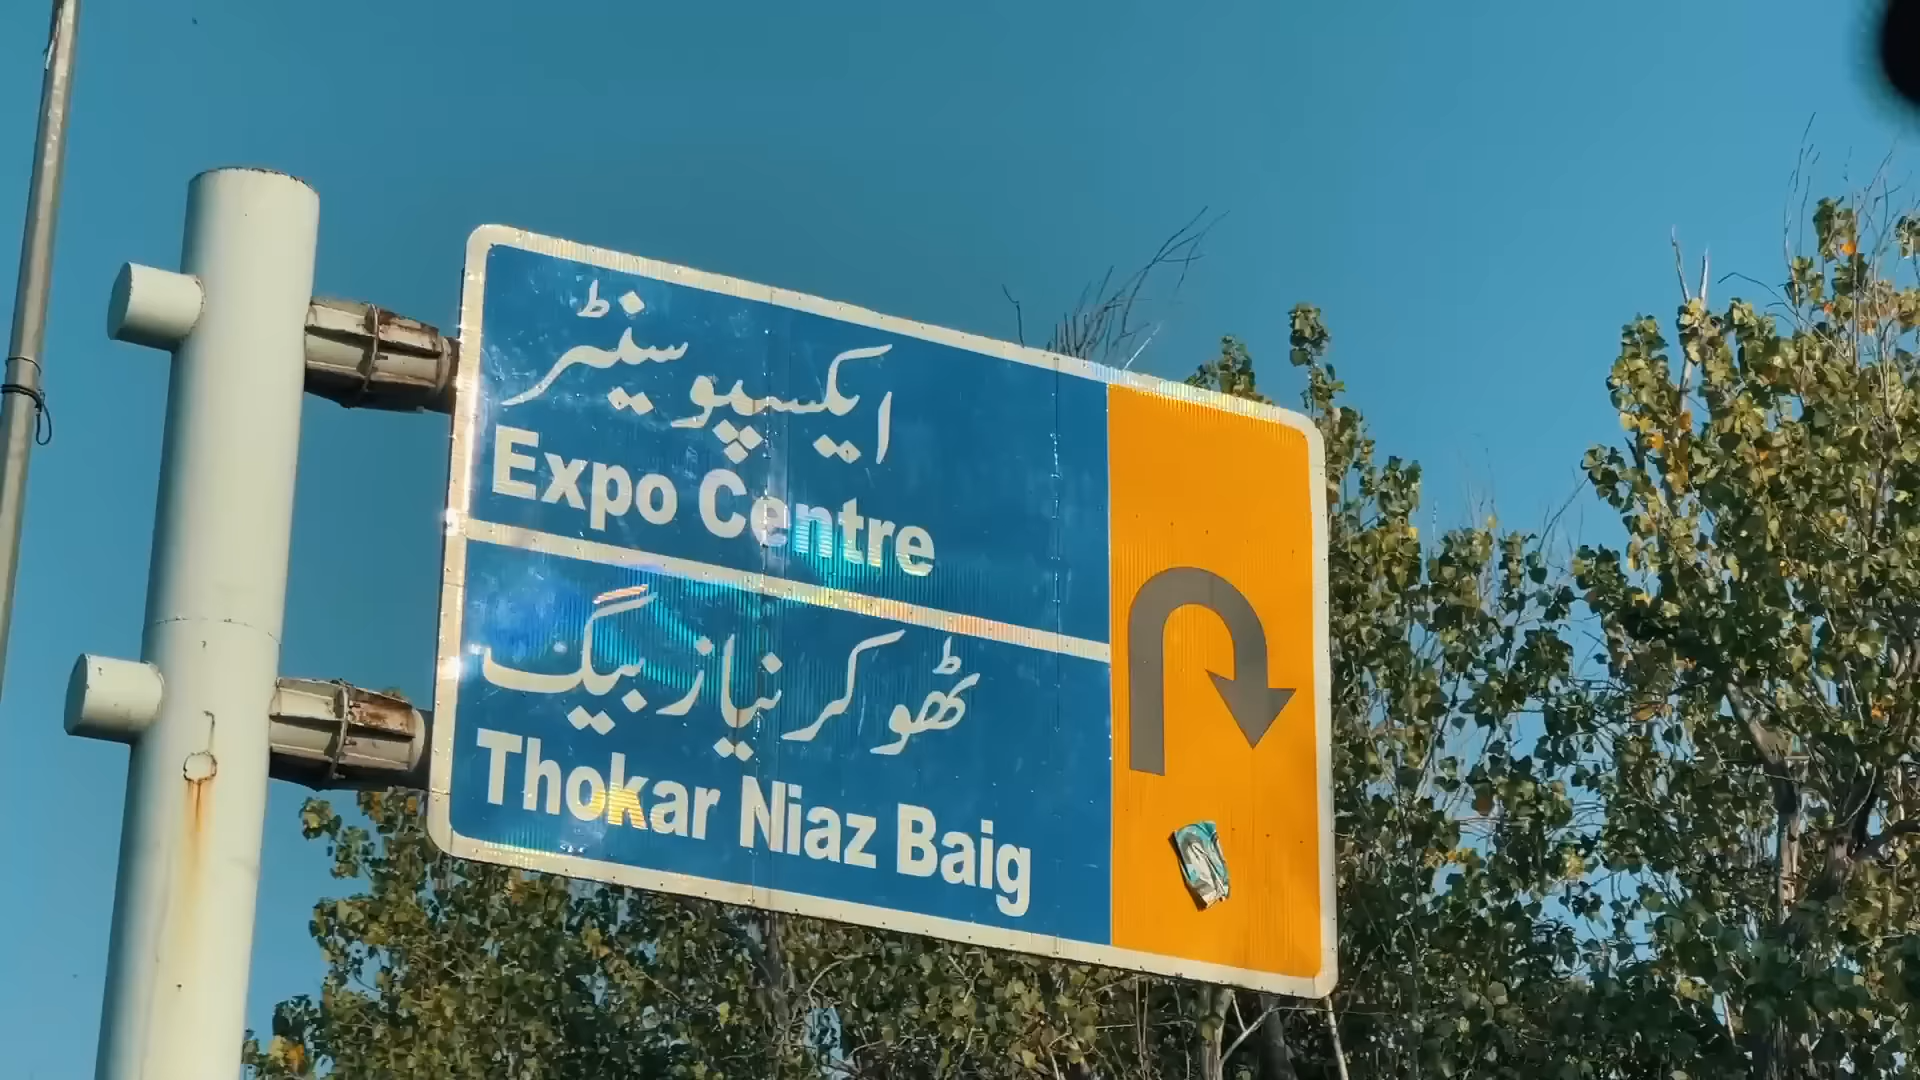 ایکسپو سینٹر
Expo Centre
ٹھوکر نیاز بیگ
Thokar Niaz Baig